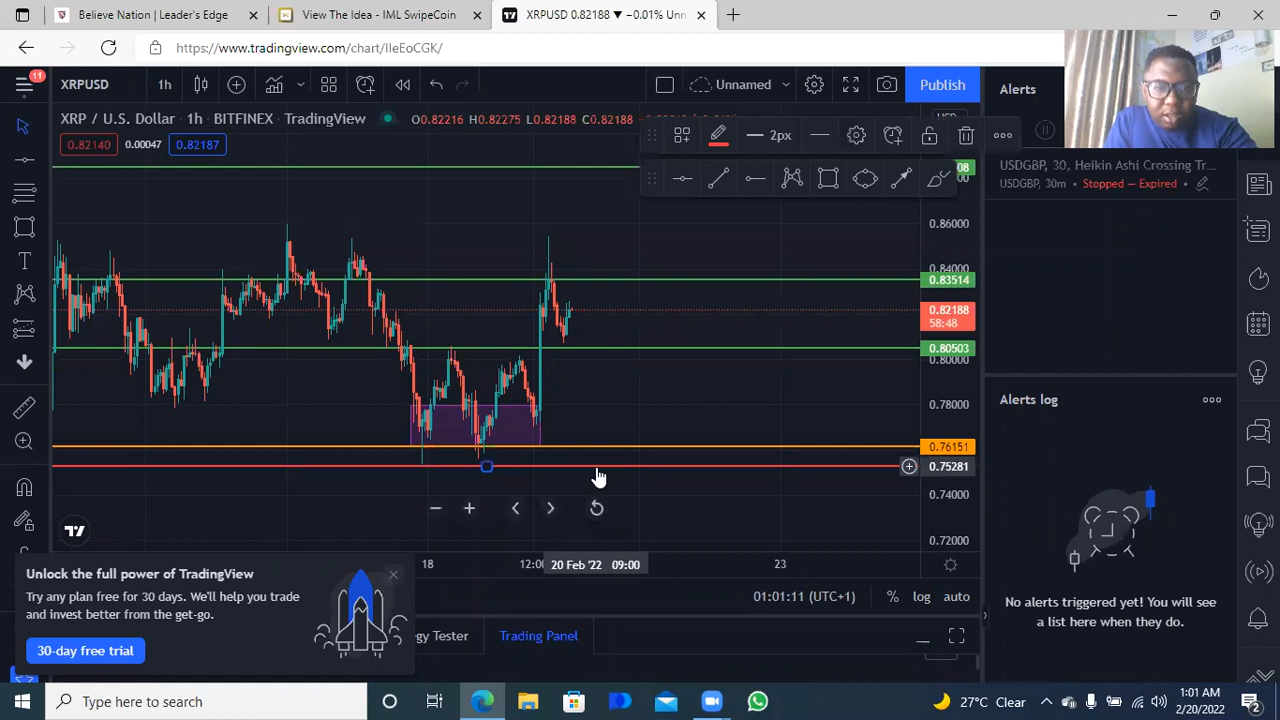 Believe Nation | Leader's Edge
View The Idea - IML SwipeCoin
XRPUSD 0.82188 ▼ −0.01% Unn
https://www.tradingview.com/chart/IIeEoCGK/
11
XRPUSD
1h
Unnamed
Publish
Alerts
XRP / U.S. Dollar · 1h · BITFINEX · TradingView
O0.82216 H0.82275 L0.82188 C0.82188
82140
0.00047
82187
2px
USDGBP, 30, Heikin Ashi Crossing Tr...
USDGBP, 30m • Stopped — Expired
0.86000
0.84000
0.83514
0.82188
58:48
0.80503
0.80000
0.78000
0.76151
0.75281
0.74000
0.72000
Alerts log
No alerts triggered yet! You will see
a list here when they do.
18
12:00
20 Feb '22 09:00
23
Unlock the full power of TradingView
Try any plan free for 30 days. We'll help you trade
and invest better from the get-go.
30-day free trial
01:01:11 (UTC+1)
%
log
auto
gy Tester
Trading Panel
Type here to search
27°C Clear
1:01 AM
2/20/2022
2